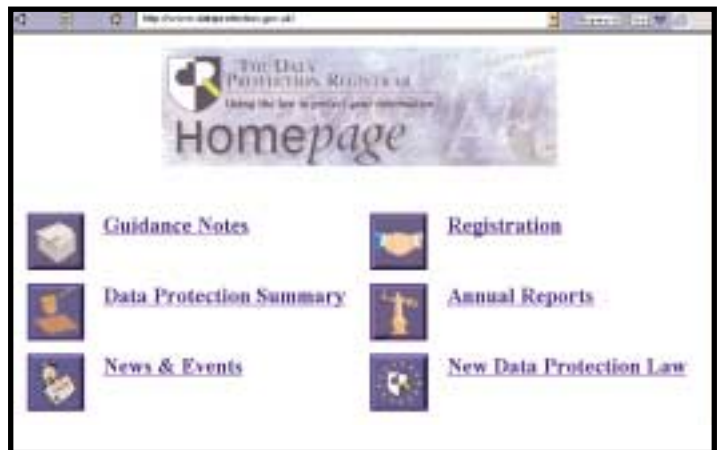 THE DATA
PROTECTION REGISTRAR
Using the law to protect your information
Homepage
Guidance Notes
Registration
Data Protection Summary
Annual Reports
News & Events
New Data Protection Law